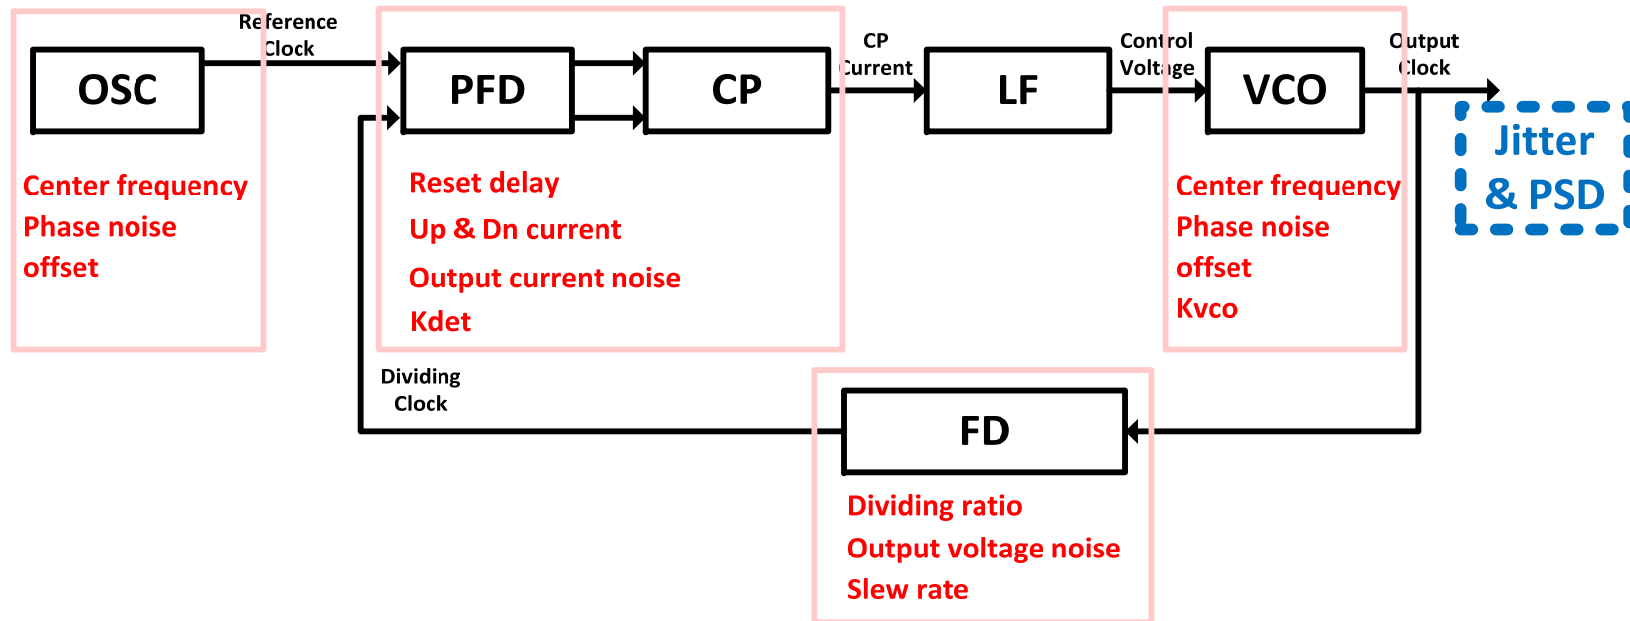 Reference
Clock
OSC
PFD
CP
CP
Current
LF
Control
Voltage
VCO
Output
Clock
Jitter
& PSD
Center frequency
Phase noise
offset
Reset delay
Up & Dn current
Output current noise
Kdet
Center frequency
Phase noise
offset
Kvco
Dividing
Clock
FD
Dividing ratio
Output voltage noise
Slew rate